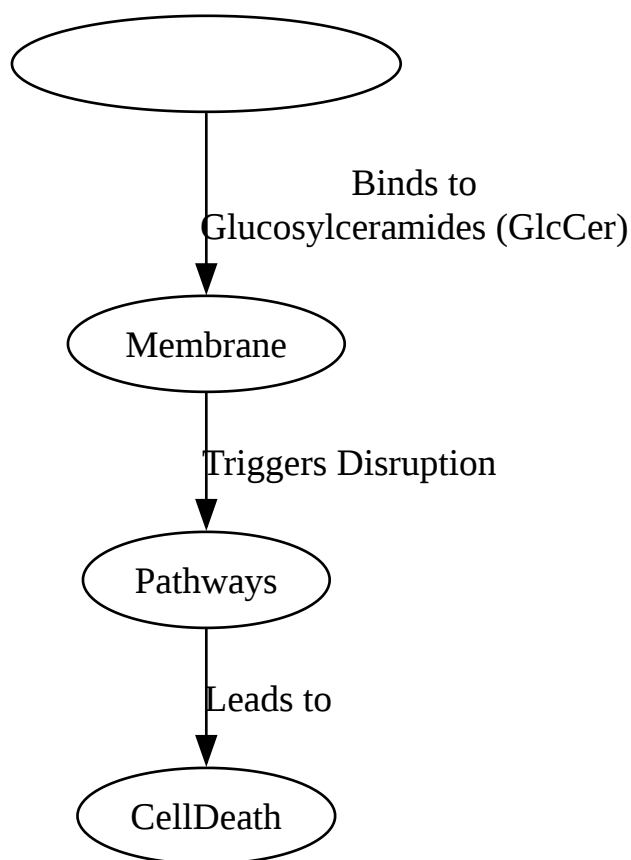 Binds to
Glucosylceramides (GlcCer)
Membrane
Triggers Disruption
Pathways
Leads to
CellDeath